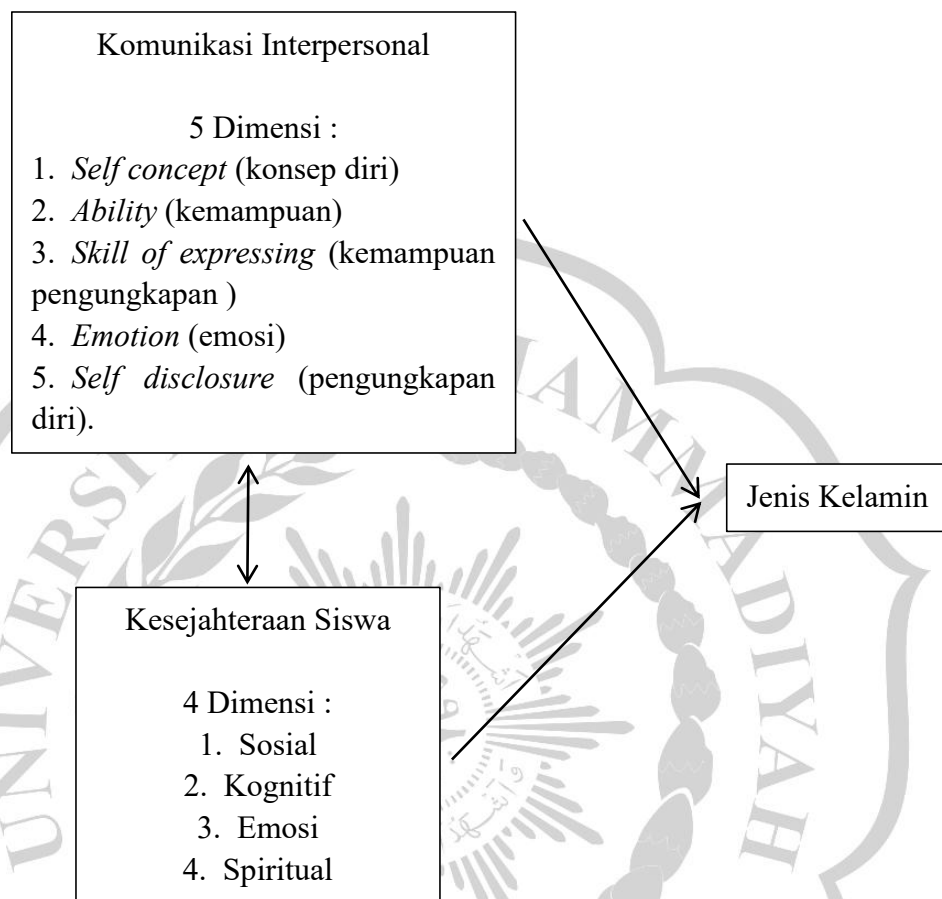 Komunikasi Interpersonal
5 Dimensi :
1. Self concept (konsep diri)
2. Ability (kemampuan)
3. Skill of expressing (kemampuan
pengungkapan )
4. Emotion (emosi)
5. Self disclosure (pengungkapan
diri).
Jenis Kelamin
Kesejahteraan Siswa
4 Dimensi :
1. Sosial
2. Kognitif
3. Emosi
4. Spiritual